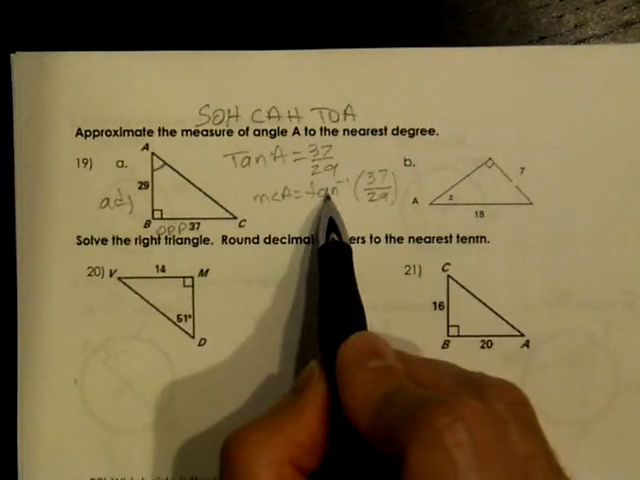 SOH CAH TOA
Approximate the measure of angle A to the nearest degree.
19) a.
A
29
adj
B
opp 37
C
Tan A = 37/29
m∠A = tan⁻¹ (37/29)
b.
7
A
x
18
Solve the right triangle. Round decimal ers to the nearest tenth.
20) V
14
M
51°
D
21)
C
16
B
20
A